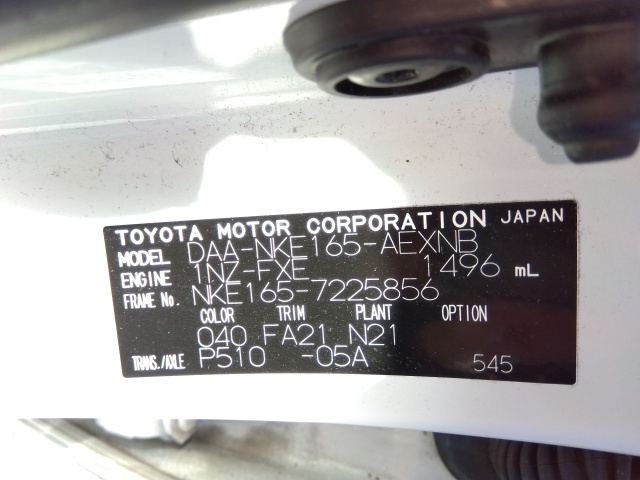 TOYOTA MOTOR CORPORATION JAPAN
MODEL DAA-NKE165-AEXNB
ENGINE 1NZ-FXE 1496 mL
FRAME No. NKE165-7225856
COLOR TRIM PLANT OPTION
040 FA21 N21
TRANS./AXLE P510 -05A 545